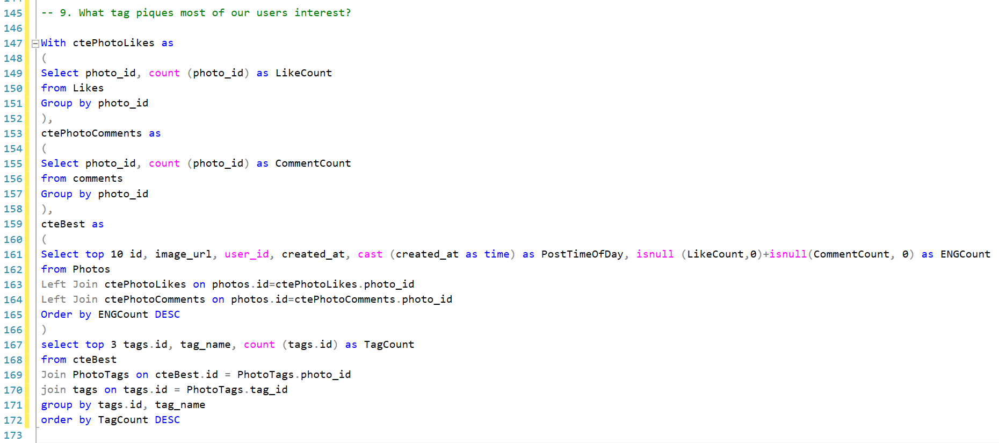 145 -- 9. What tag piques most of our users interest?
146
147 With ctePhotoLikes as
148 (
149 Select photo_id, count (photo_id) as LikeCount
150 from Likes
151 Group by photo_id
152 ),
153 ctePhotoComments as
154 (
155 Select photo_id, count (photo_id) as CommentCount
156 from comments
157 Group by photo_id
158 ),
159 cteBest as
160 (
161 Select top 10 id, image_url, user_id, created_at, cast (created_at as time) as PostTimeOfDay, isnull (LikeCount,0)+isnull(CommentCount, 0) as ENGCount
162 from Photos
163 Left Join ctePhotoLikes on photos.id=ctePhotoLikes.photo_id
164 Left Join ctePhotoComments on photos.id=ctePhotoComments.photo_id
165 Order by ENGCount DESC
166 )
167 select top 3 tags.id, tag_name, count (tags.id) as TagCount
168 from cteBest
169 Join PhotoTags on cteBest.id = PhotoTags.photo_id
170 join tags on tags.id = PhotoTags.tag_id
171 group by tags.id, tag_name
172 order by TagCount DESC
173